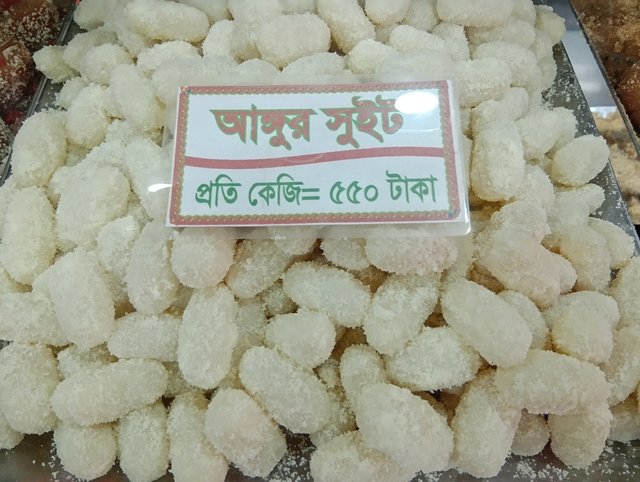 আঙ্গুর সুইট
প্রতি কেজি= ৫৫০ টাকা